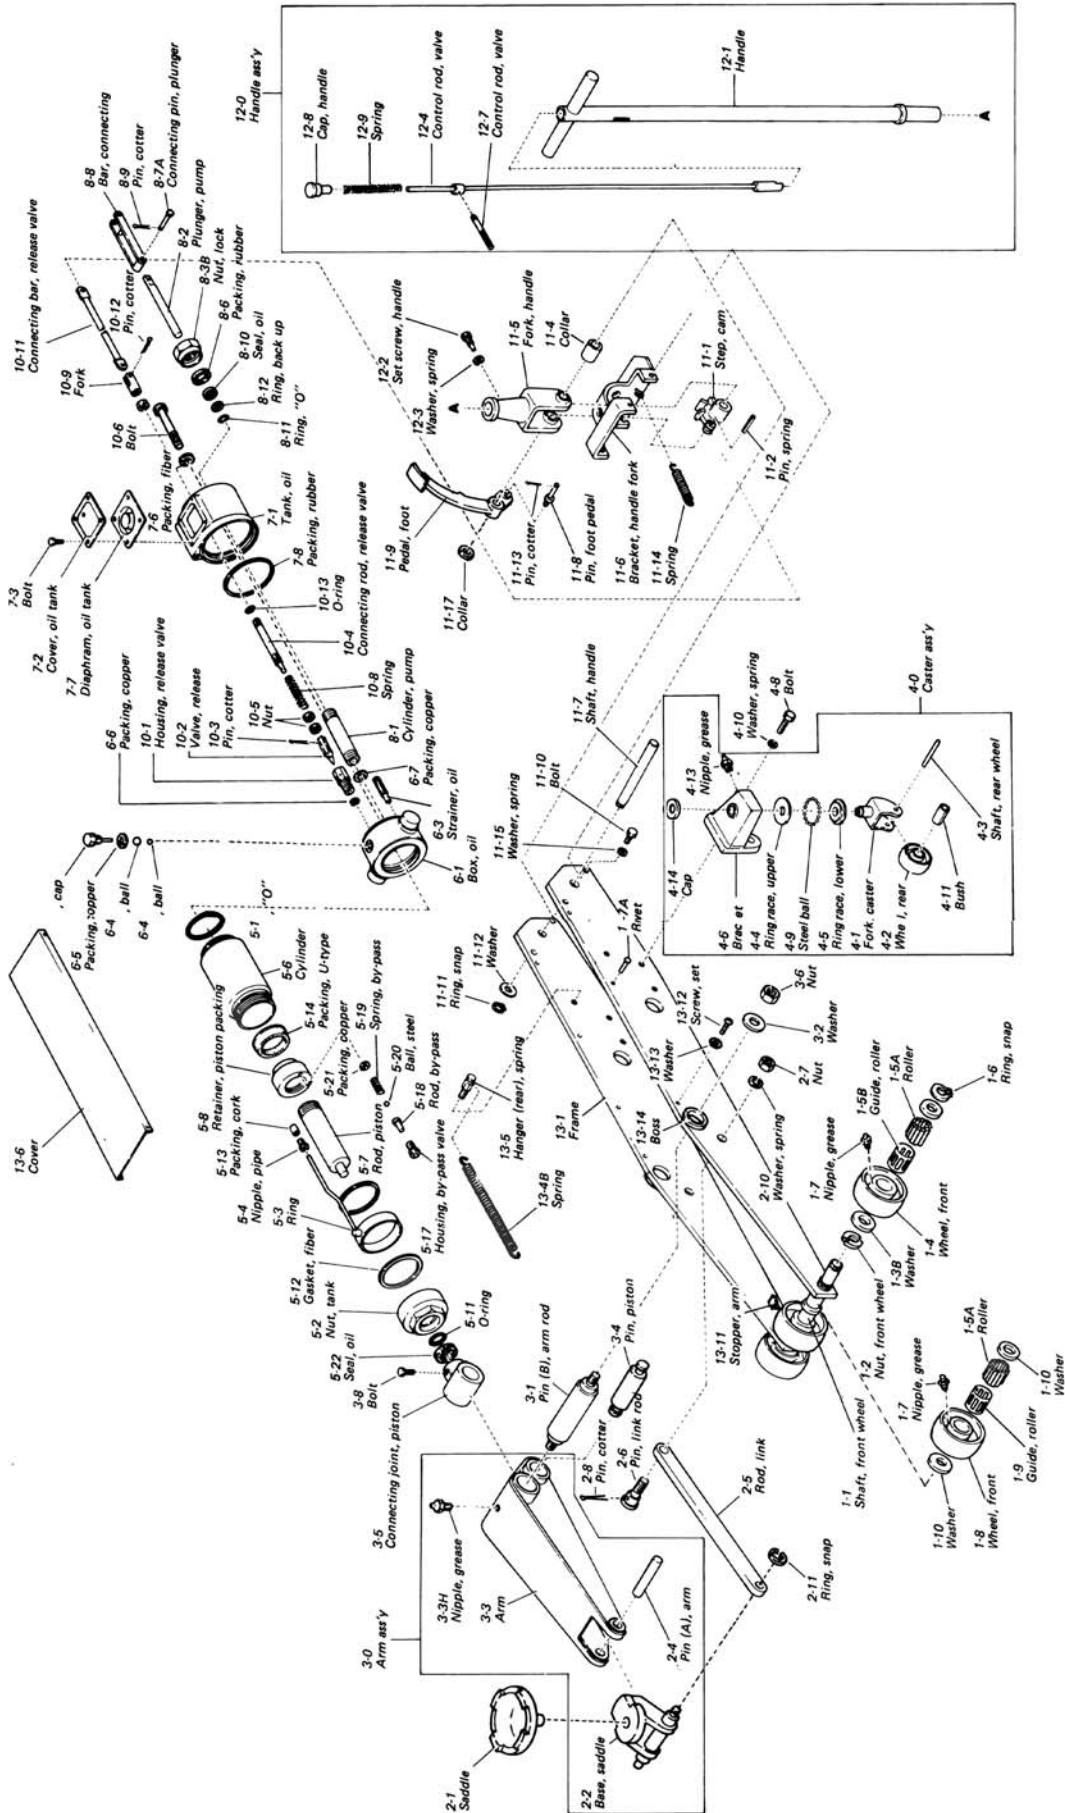 12-0
Handle ass'y
12-8
Cap, handle
12-9
Spring
12-4
Control rod, valve
12-7
Control rod, valve
12-1
Handle
A
8-8
Bar, connecting
8-9
Pin, cotter
8-7A
Connecting pin, plunger
8-2
Plunger, pump
8-3B
Nut, lock
8-6
Packing, rubber
8-10
Seal, oil
8-12
Ring, back up
8-11
Ring, "O"
10-11
Connecting bar, release valve
10-12
Pin, cotter
10-9
Fork
10-6
Bolt
7-6
Packing, fiber
7-1
Tank, oil
7-8
Packing, rubber
10-13
O-ring
10-4
Connecting rod, release valve
10-8
Spring
8-1
Cylinder, pump
6-7
Packing, copper
6-3
Strainer, oil
6-1
Box, oil
7-3
Bolt
7-2
Cover, oil tank
7-7
Diaphram, oil tank
6-6
Packing, copper
10-1
Housing, release valve
10-2
Valve, release
10-3
Pin, cotter
10-5
Nut
12-2
Set screw, handle
12-3
Washer, spring
A
11-5
Fork, handle
11-4
Collar
11-1
Step, cam
11-2
Pin, spring
11-9
Pedal, foot
11-17
Collar
11-13
Pin, cotter
11-8
Pin, foot pedal
11-6
Bracket, handle fork
11-14
Spring
11-7
Shaft, handle
11-10
Bolt
11-15
Washer, spring
4-0
Caster ass'y
4-8
Bolt
4-10
Washer, spring
4-13
Nipple, grease
4-14
Cap
4-6
Brac et
4-4
Ring race, upper
4-9
Steel ball
4-5
Ring race, lower
4-1
Fork. caster
4-2
Whe l, rear
4-3
Shaft, rear wheel
4-11
Bush
, cap
6-5
Packing, copper
6-4
, ball
6-4
, ball
5-1
, "O"
5-6
Cylinder
5-14
Packing, U-type
5-21
Packing, copper
5-19
Spring, by-pass
5-20
Ball, steel
5-18
Rod, by-pass
5-17
Housing, by-pass valve
5-8
Retainer, piston packing
5-13
Packing, cork
5-4
Nipple, pipe
5-3
Ring
5-7
Rod, piston
5-12
Gasket, fiber
5-2
Nut, tank
5-11
O-ring
5-22
Seal, oil
3-8
Bolt
3-5
Connecting joint, piston
13-6
Cover
11-12
Washer
11-11
Ring, snap
-7A
Rivet
13-5
Hanger (rear), spring
13-4B
Spring
13-1
Frame
13-12
Screw, set
13-13
Washer
13-14
Boss
3-6
Nut
3-2
Washer
2-7
Nut
2-10
Washer, spring
13-11
Stopper, arm
3-1
Pin (B), arm rod
3-4
Pin, piston
2-8
Pin, cotter
2-6
Pin, link rod
2-5
Rod, link
2-11
Ring, snap
3-0
Arm ass'y
3-3H
Nipple, grease
3-3
Arm
2-4
Pin (A), arm
2-1
Saddle
2-2
Base, saddle
1-6
Ring, snap
1-5A
Roller
1-5B
Guide, roller
1-7
Nipple, grease
1-4
Wheel, front
1-3B
Washer
1-2
Nut, front wheel
1-1
Shaft, front wheel
1-7
Nipple, grease
1-5A
Roller
1-10
Washer
1-9
Guide, roller
1-8
Wheel, front
1-10
Washer